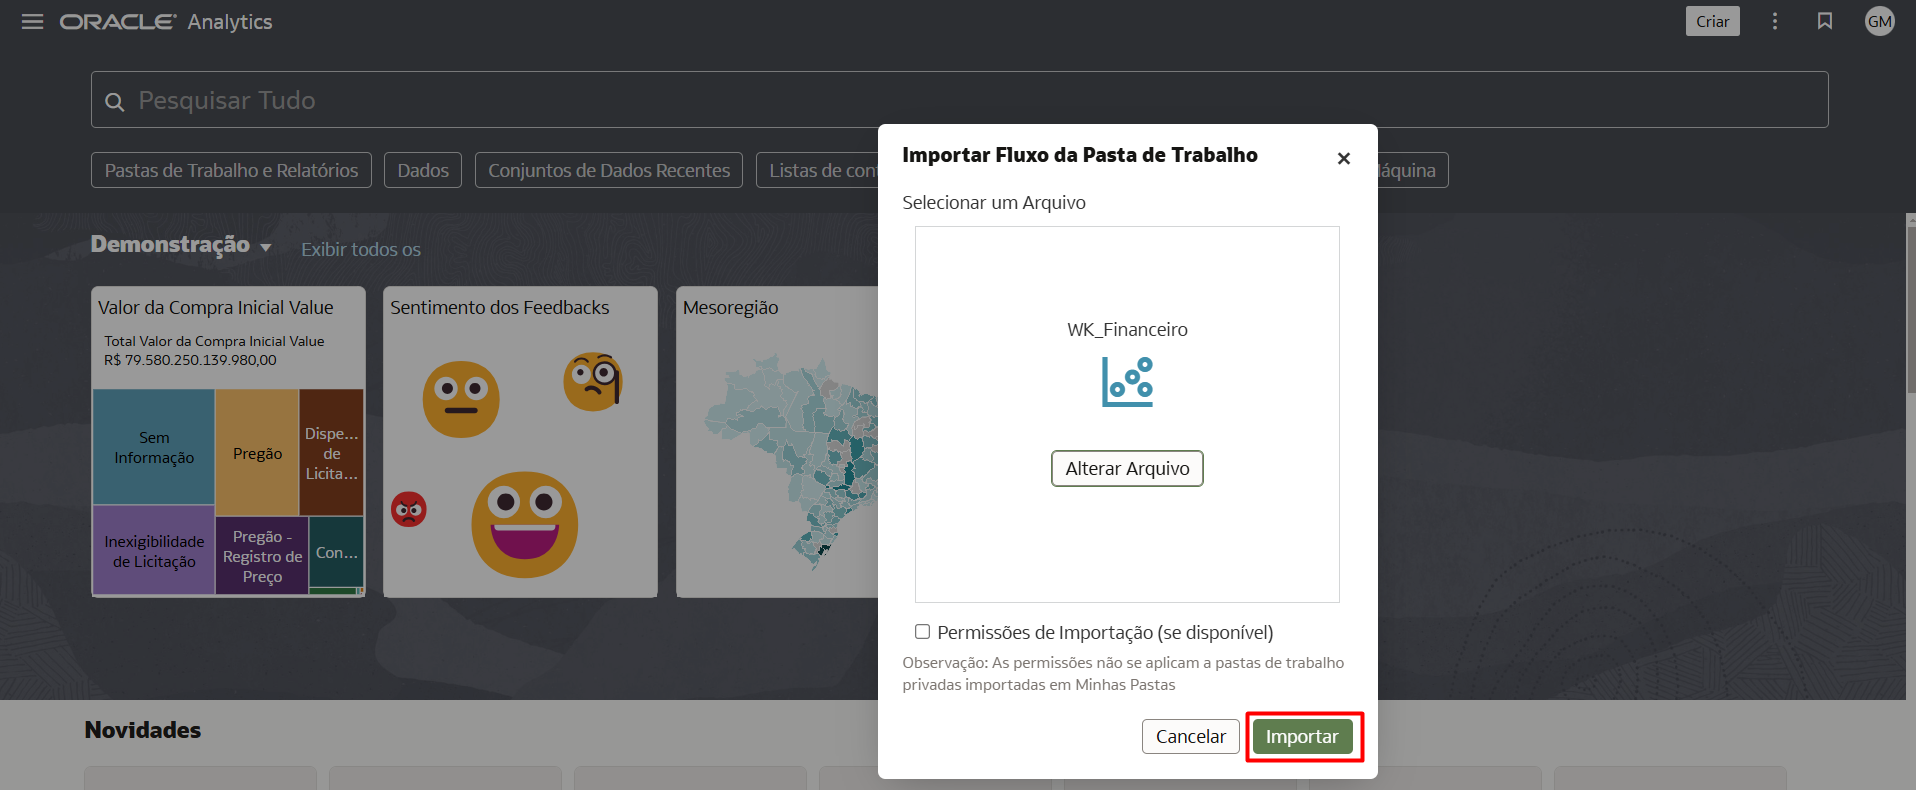 ORACLE Analytics
Criar
GM
Pesquisar Tudo
Pastas de Trabalho e Relatórios
Dados
Conjuntos de Dados Recentes
Listas de
Demonstração
Exibir todos os
Valor da Compra Inicial Value
Total Valor da Compra Inicial Value
R$ 79.580.250.139.980,00
Sem
Informação
Pregão
Dispe...
de
Licita...
Inexigibilidade
de Licitação
Pregão -
Registro de
Preço
Con...
Sentimento dos Feedbacks
Mesoregião
Importar Fluxo da Pasta de Trabalho
Selecionar um Arquivo
WK_Financeiro
Alterar Arquivo
Permissões de Importação (se disponível)
Observação: As permissões não se aplicam a pastas de trabalho
privadas importadas em Minhas Pastas
Cancelar
Importar
Novidades